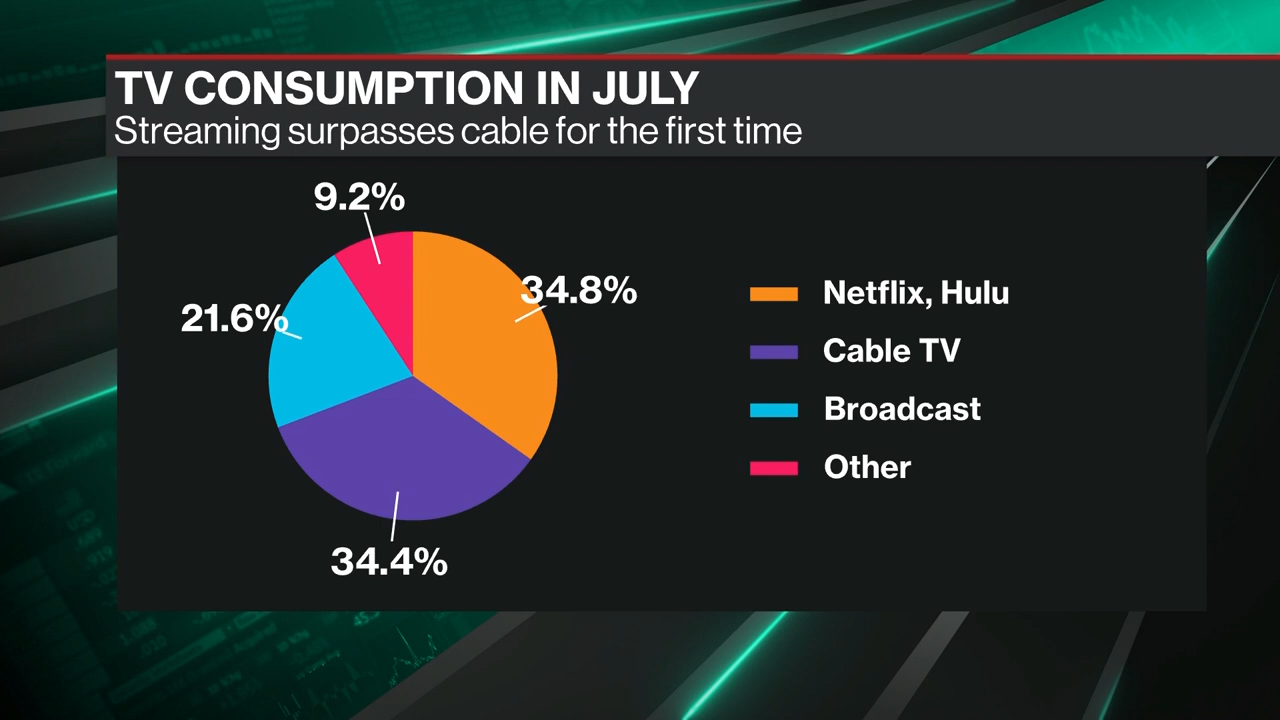 TV CONSUMPTION IN JULY
Streaming surpasses cable for the first time
9.2%
34.8%
21.6%
34.4%
Netflix, Hulu
Cable TV
Broadcast
Other